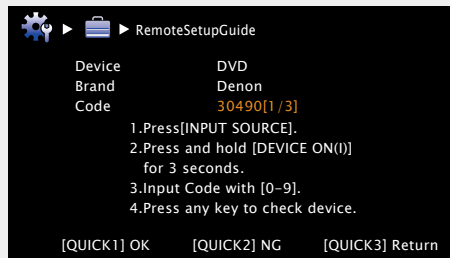 RemoteSetupGuide
Device DVD
Brand Denon
Code 30490[1/3]
1.Press[INPUT SOURCE].
2.Press and hold [DEVICE ON(I)]
for 3 seconds.
3.Input Code with [0-9].
4.Press any key to check device.
[QUICK1] OK [QUICK2] NG [QUICK3] Return